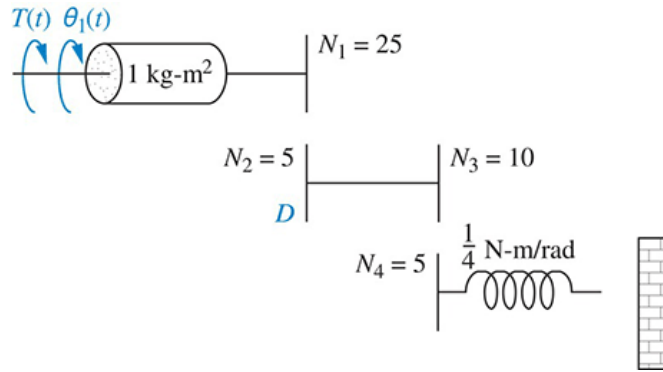 T(t) θ₁(t)
1 kg-m²
N₁ = 25
N₂ = 5
N₃ = 10
D
N₄ = 5
1/4 N-m/rad